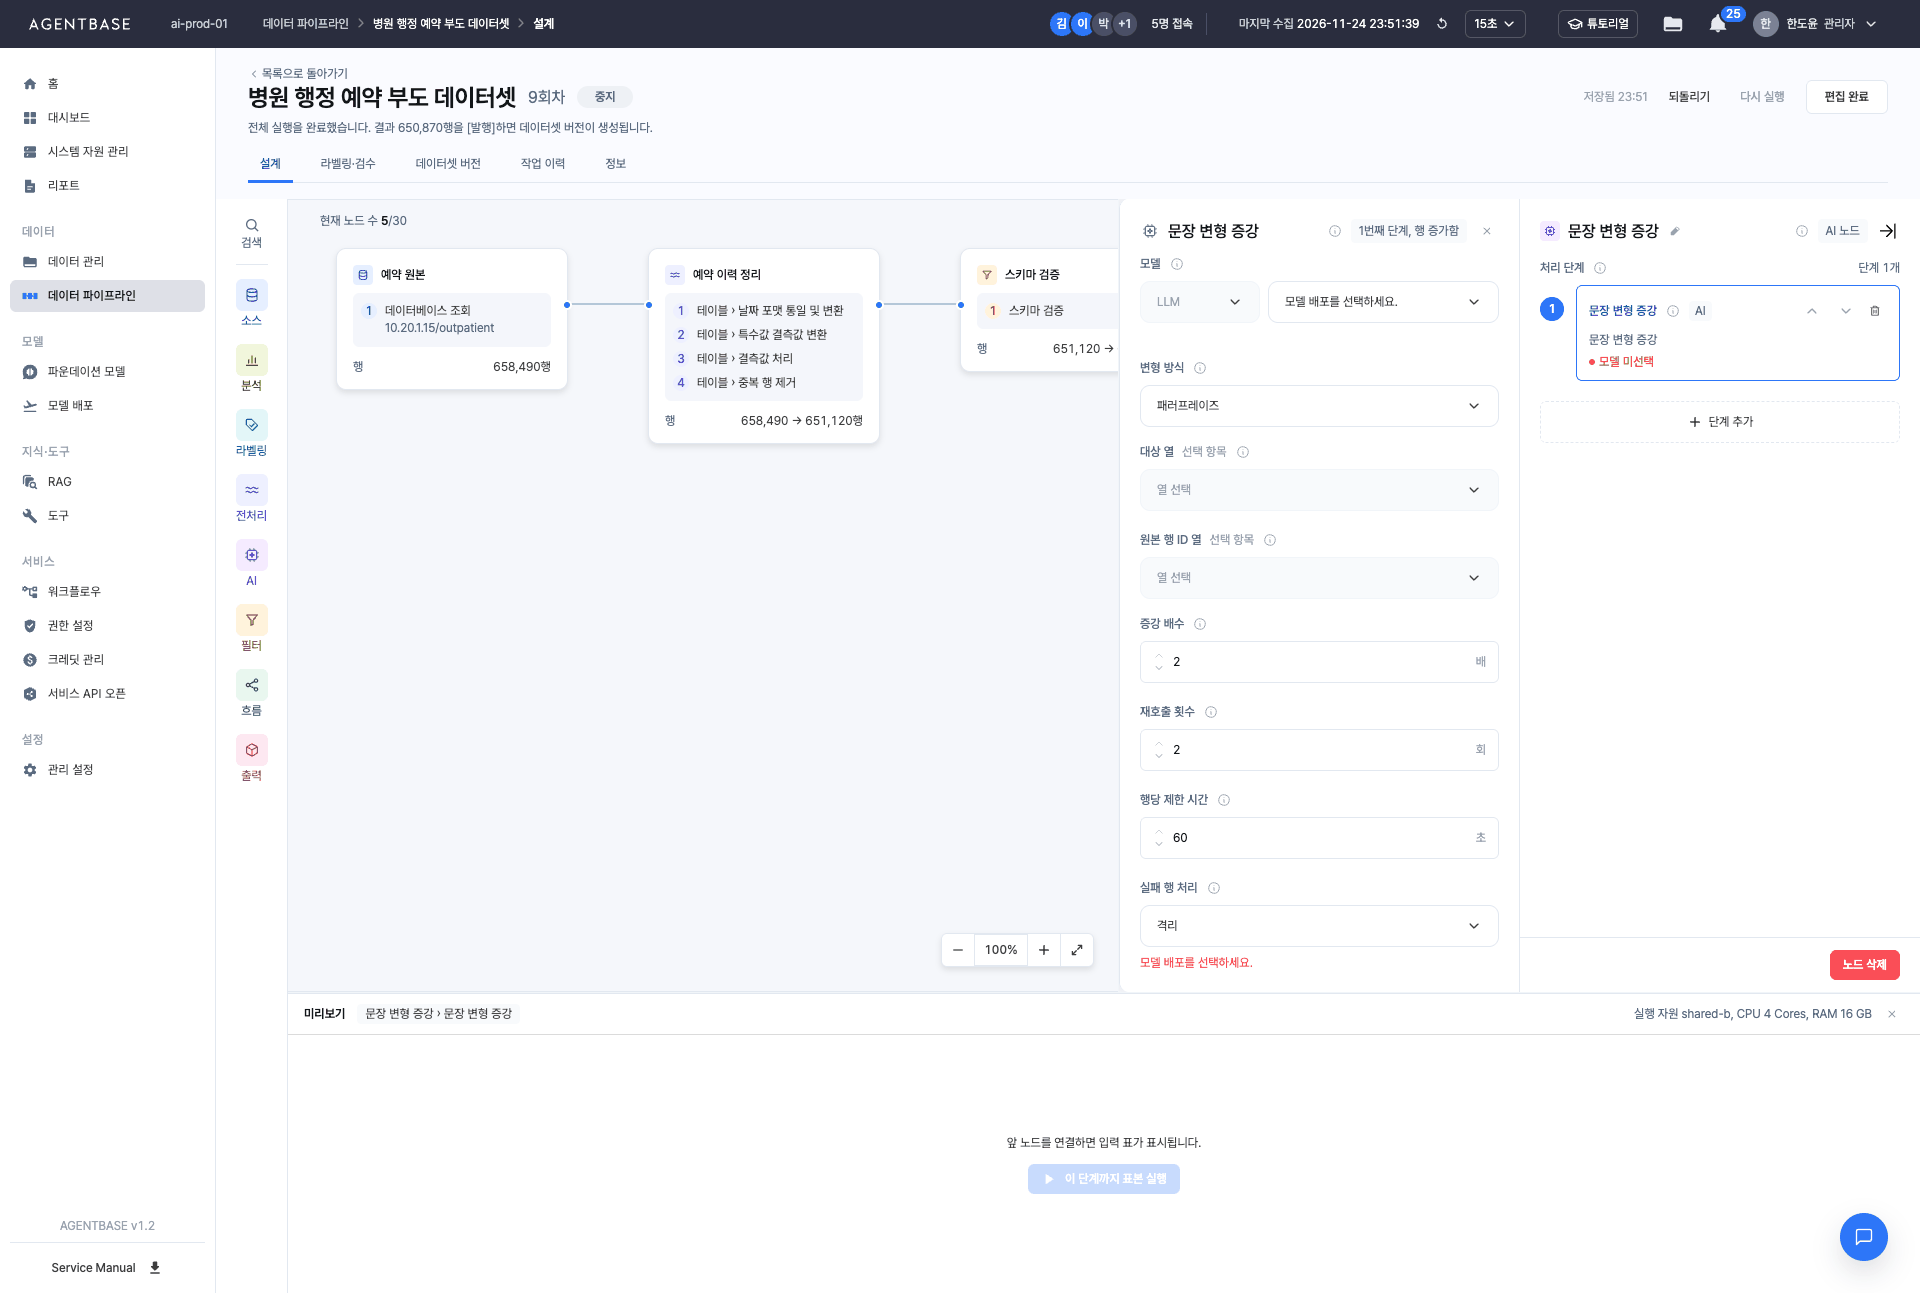 AGENTBASE
ai-prod-01
데이터 파이프라인 > 병원 행정 예약 부도 데이터셋 > 설계
김 이 박 +1 5명 접속
마지막 수집 2026-11-24 23:51:39
15초
튜토리얼
25
한 한도윤 관리자
홈
대시보드
시스템 자원 관리
리포트
데이터
데이터 관리
데이터 파이프라인
모델
파운데이션 모델
모델 배포
지식·도구
RAG
도구
서비스
워크플로우
권한 설정
크레딧 관리
서비스 API 오픈
설정
관리 설정
AGENTBASE v1.2
Service Manual
목록으로 돌아가기
병원 행정 예약 부도 데이터셋 9회차 중지
전체 실행을 완료했습니다. 결과 650,870행을 [발행]하면 데이터셋 버전이 생성됩니다.
저장됨 23:51 되돌리기 다시 실행 편집 완료
설계 라벨링·검수 데이터셋 버전 작업 이력 정보
검색
소스
분석
라벨링
전처리
AI
필터
흐름
출력
현재 노드 수 5/30
예약 원본
1 데이터베이스 조회
10.20.1.15/outpatient
행 658,490행
예약 이력 정리
1 테이블 › 날짜 포맷 통일 및 변환
2 테이블 › 특수값 결측값 변환
3 테이블 › 결측값 처리
4 테이블 › 중복 행 제거
행 658,490 → 651,120행
스키마 검증
1 스키마 검증
행 651,120 →
100%
문장 변형 증강 1번째 단계, 행 증가함
모델
LLM 모델 배포를 선택하세요.
변형 방식
패러프레이즈
대상 열 선택 항목
열 선택
원본 행 ID 열 선택 항목
열 선택
증강 배수
2 배
재호출 횟수
2 회
행당 제한 시간
60 초
실패 행 처리
격리
모델 배포를 선택하세요.
문장 변형 증강 AI 노드
처리 단계 단계 1개
1 문장 변형 증강 AI
문장 변형 증강
모델 미선택
단계 추가
노드 삭제
미리보기 문장 변형 증강 › 문장 변형 증강
실행 자원 shared-b, CPU 4 Cores, RAM 16 GB
앞 노드를 연결하면 입력 표가 표시됩니다.
이 단계까지 표본 실행